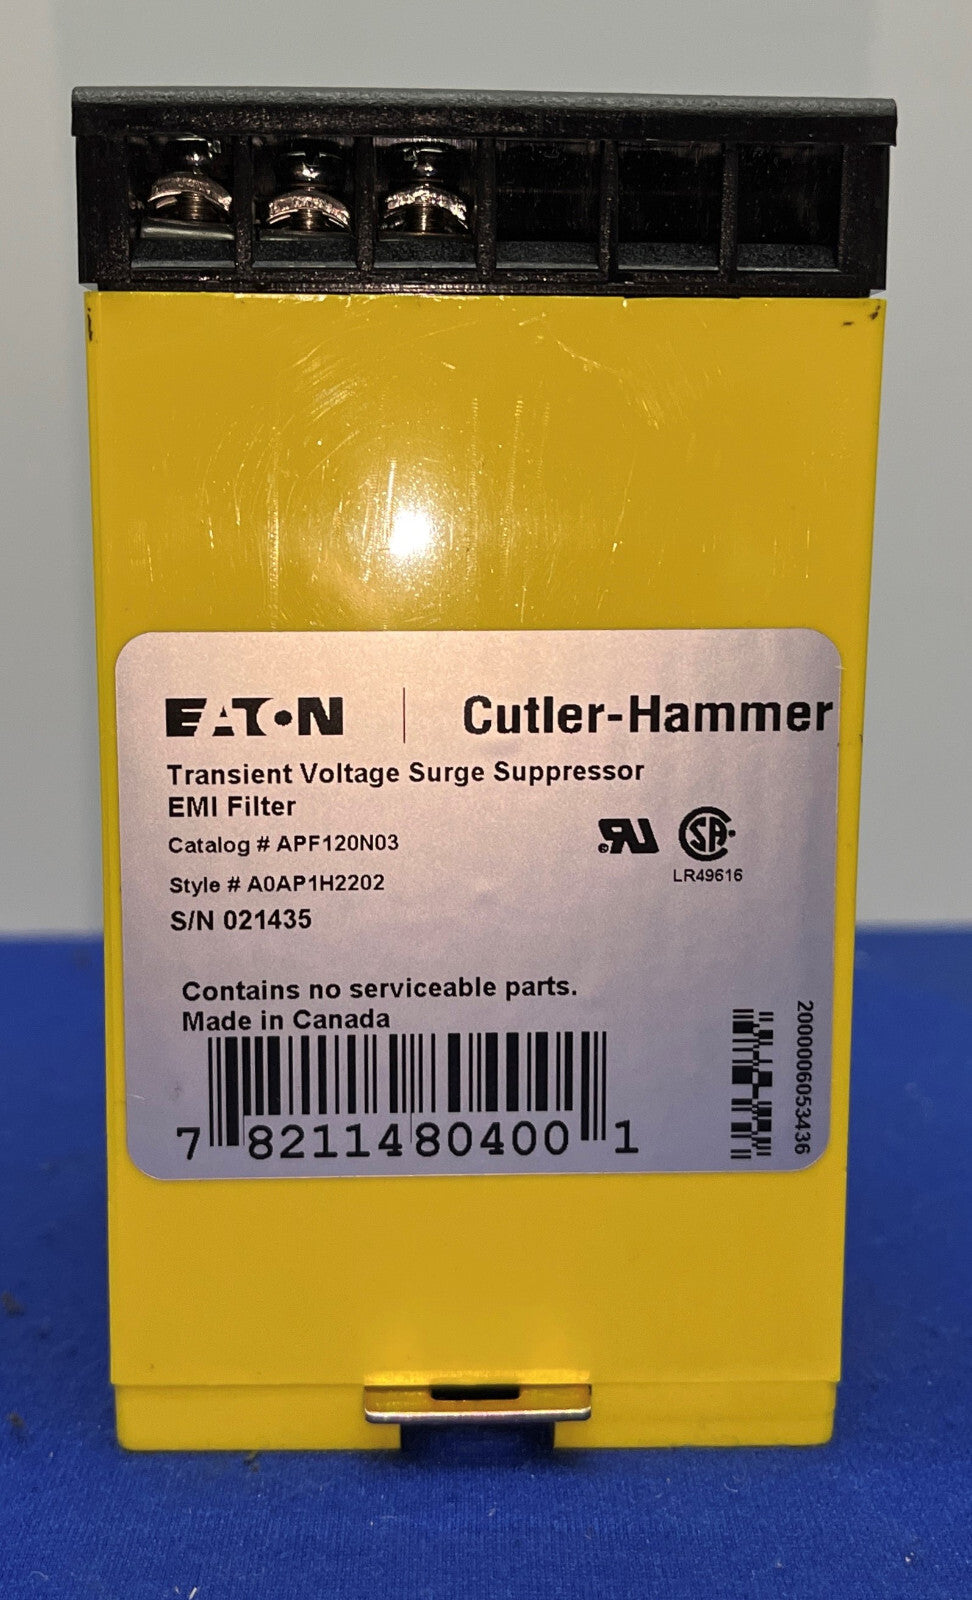 EATON | Cutler-Hammer
Transient Voltage Surge Suppressor
EMI Filter
Catalog # APF120N03
Style # A0AP1H2202
S/N 021435
LR49616
Contains no serviceable parts.
Made in Canada
7 82114 80400 1
2000006053436